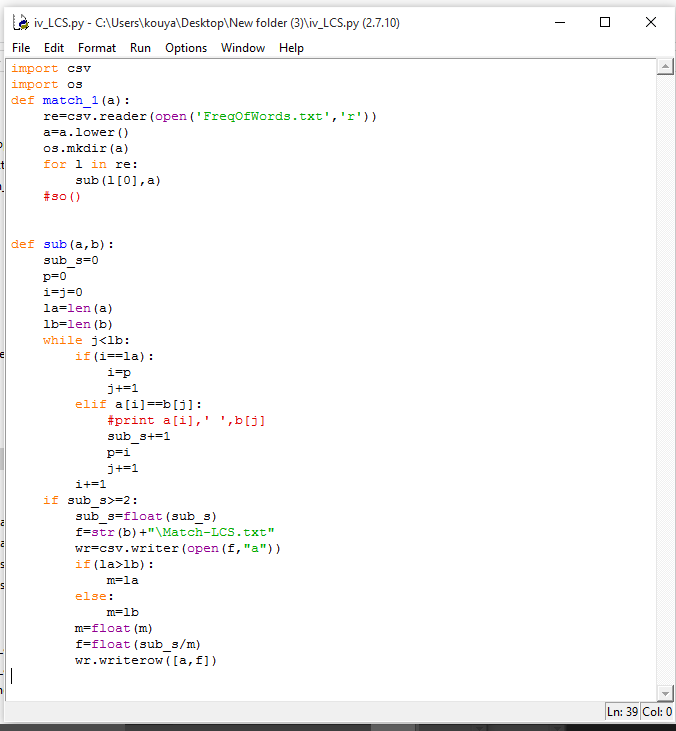 iv_LCS.py - C:\Users\kouya\Desktop\New folder (3)\iv_LCS.py (2.7.10)
File Edit Format Run Options Window Help
import csv
import os
def match_1(a):
    re=csv.reader(open('FreqOfWords.txt','r'))
    a=a.lower()
    os.mkdir(a)
    for l in re:
        sub(l[0],a)
    #so()
def sub(a,b):
    sub_s=0
    p=0
    i=j=0
    la=len(a)
    lb=len(b)
    while j<lb:
        if(i==la):
            i=p
            j+=1
        elif a[i]==b[j]:
            #print a[i],' ',b[j]
            sub_s+=1
            p=i
            j+=1
        i+=1
    if sub_s>=2:
        sub_s=float(sub_s)
        f=str(b)+"\Match-LCS.txt"
        wr=csv.writer(open(f,"a"))
        if(la>lb):
            m=la
        else:
            m=lb
        m=float(m)
        f=float(sub_s/m)
        wr.writerow([a,f])
Ln: 39 Col: 0